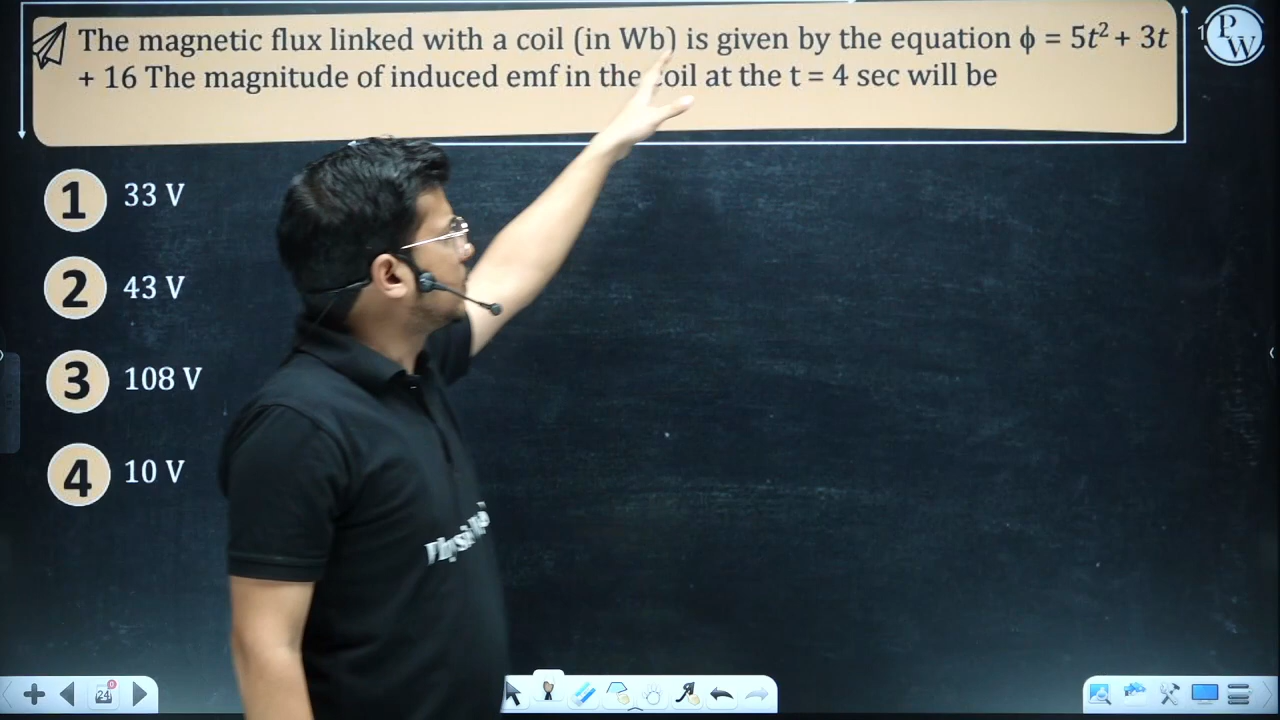 The magnetic flux linked with a coil (in Wb) is given by the equation ϕ = 5t² + 3t
+ 16 The magnitude of induced emf in the coil at the t = 4 sec will be
P
W
1
33 V
2
43 V
3
108 V
4
10 V
24